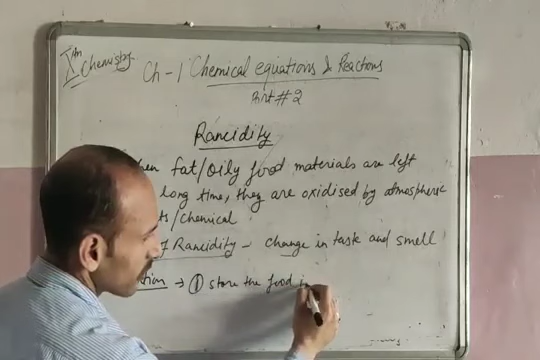 Xth Chemistry
Ch-1 Chemical equations & Reactions
Part #2
Rancidity
fat/oily food materials are left
long time, they are oxidised by atmospheric
/chemical
Rancidity - change in taste and smell
→ ① store the food